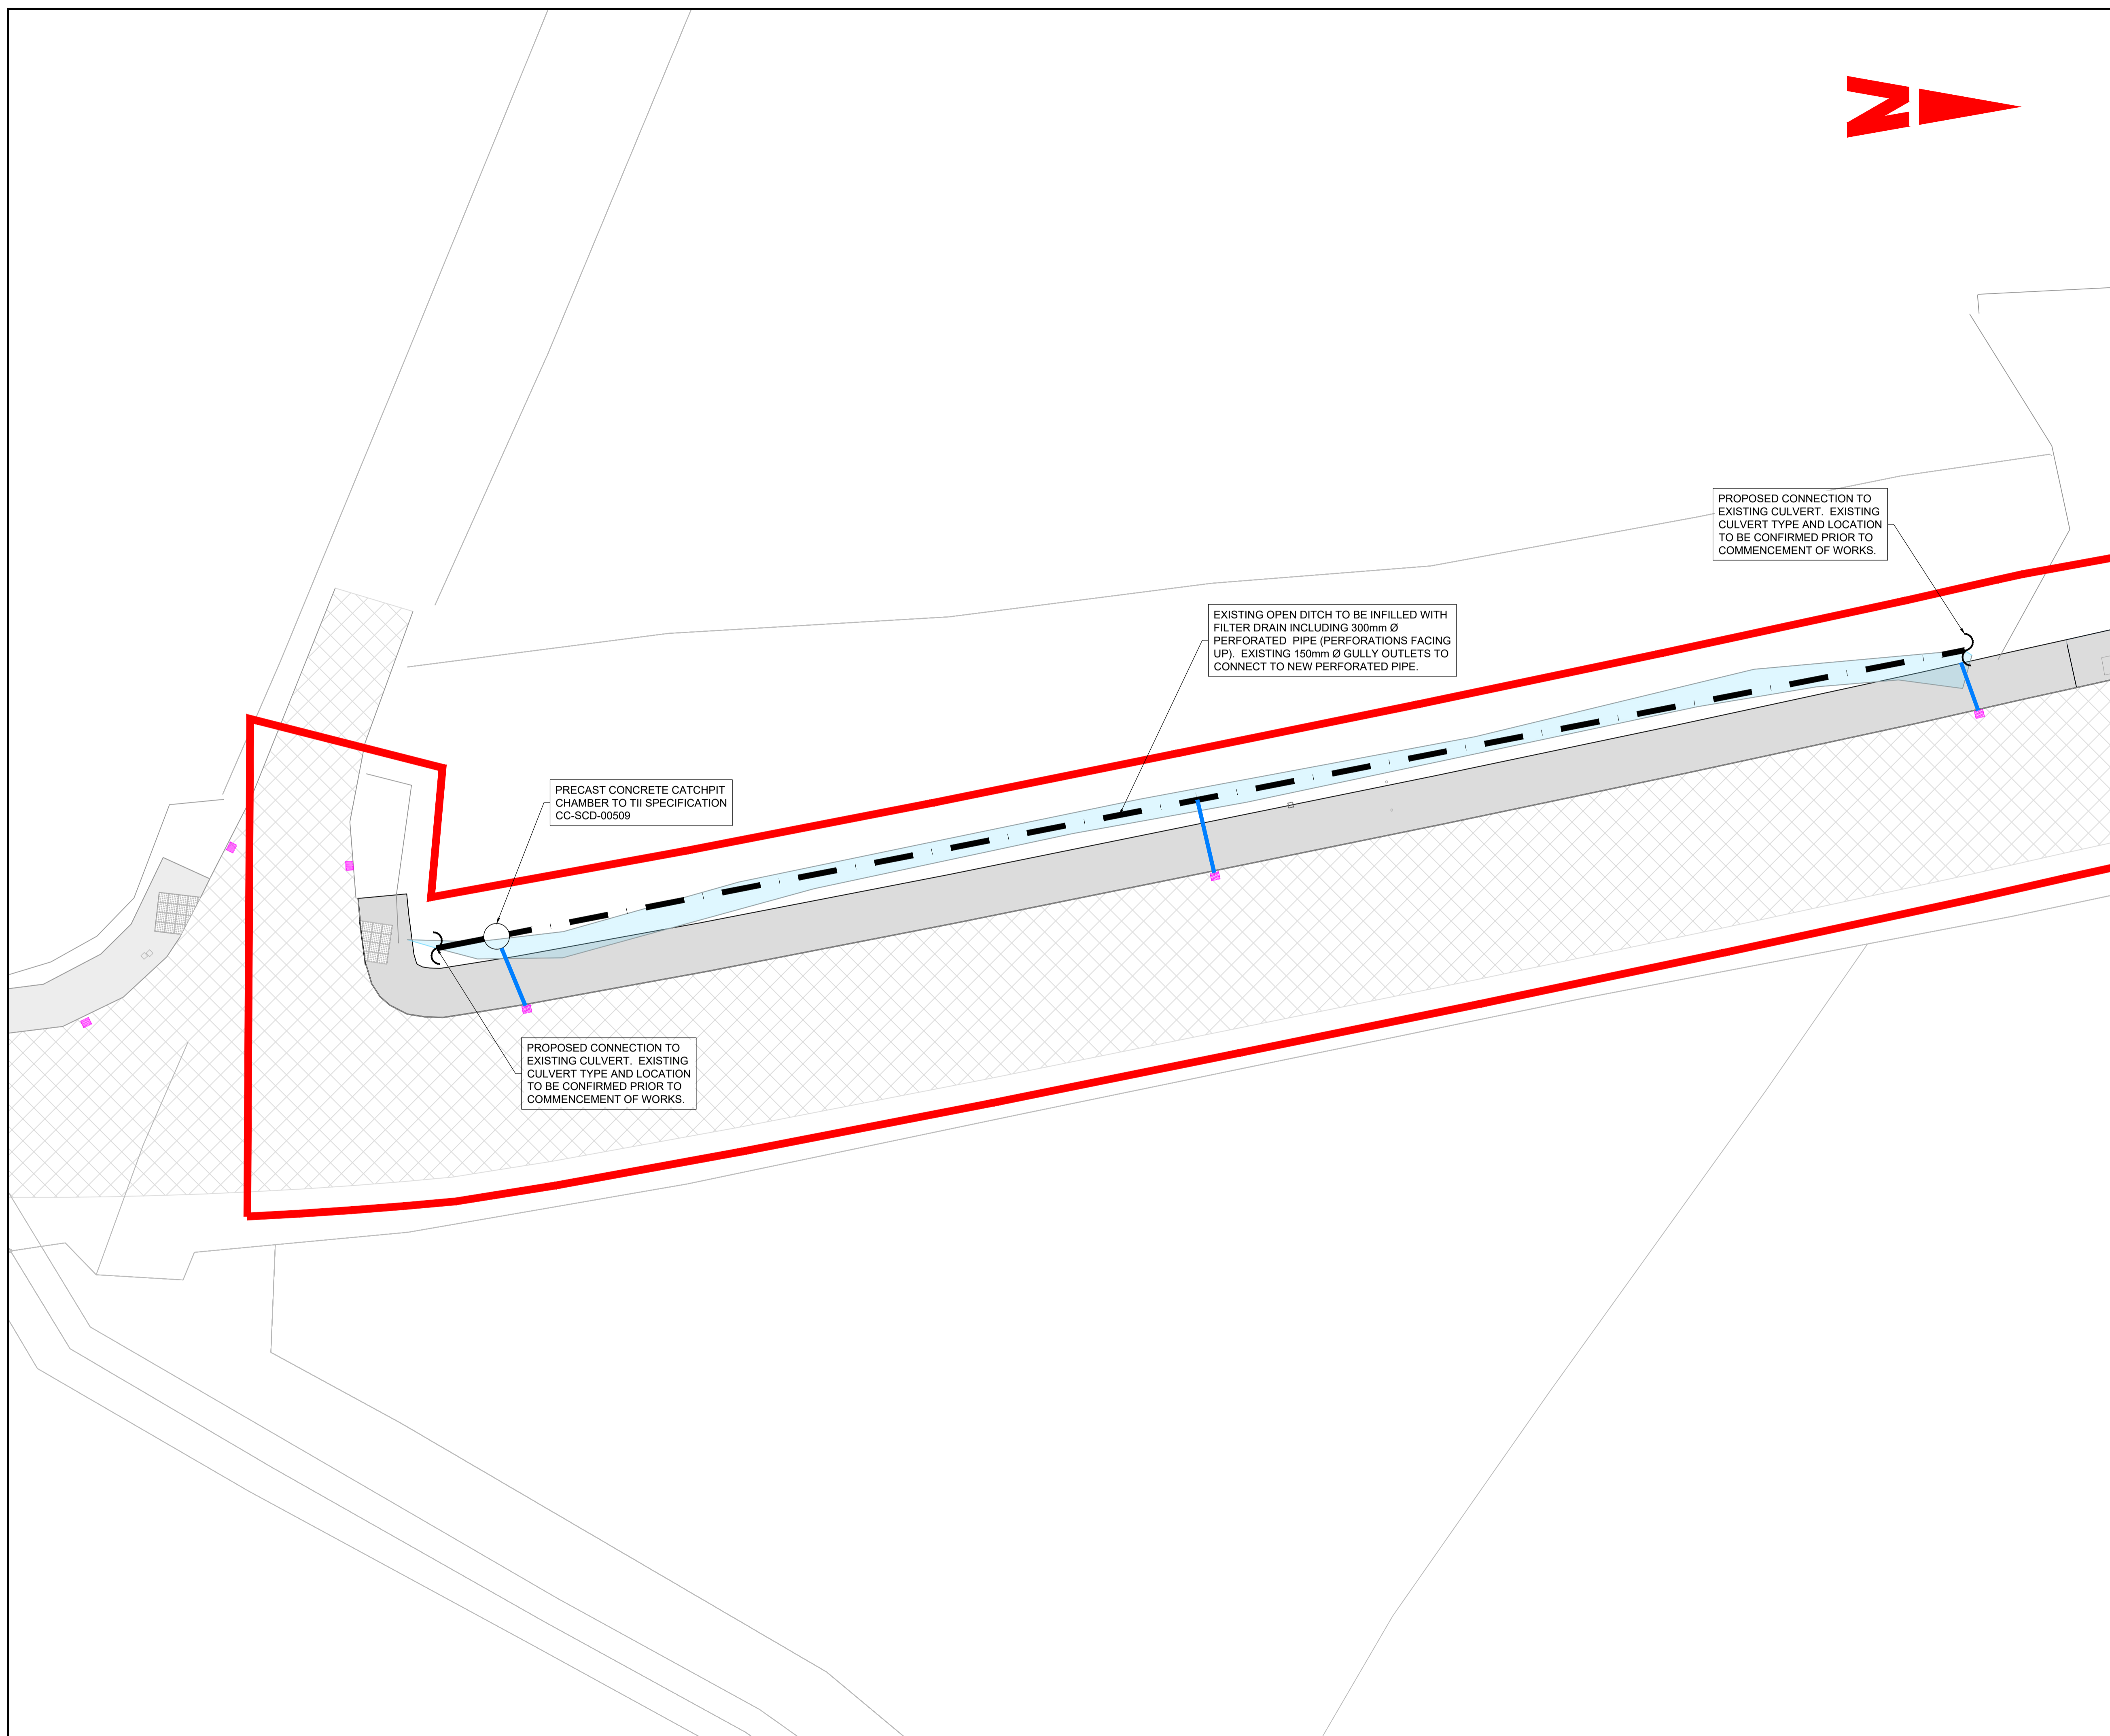 N
PROPOSED CONNECTION TO
EXISTING CULVERT.  EXISTING
CULVERT TYPE AND LOCATION
TO BE CONFIRMED PRIOR TO
COMMENCEMENT OF WORKS.
EXISTING OPEN DITCH TO BE INFILLED WITH
FILTER DRAIN INCLUDING 300mm Ø
PERFORATED  PIPE (PERFORATIONS FACING
UP).  EXISTING 150mm Ø GULLY OUTLETS TO
CONNECT TO NEW PERFORATED PIPE.
PRECAST CONCRETE CATCHPIT
CHAMBER TO TII SPECIFICATION
CC-SCD-00509
PROPOSED CONNECTION TO
EXISTING CULVERT.  EXISTING
CULVERT TYPE AND LOCATION
TO BE CONFIRMED PRIOR TO
COMMENCEMENT OF WORKS.